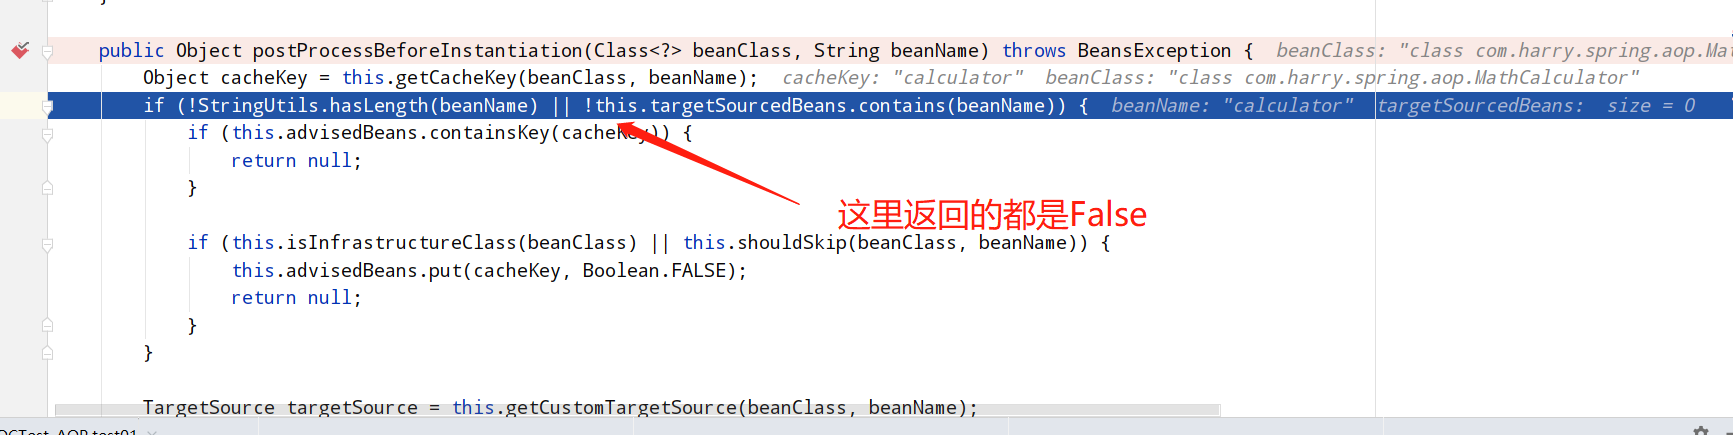 public Object postProcessBeforeInstantiation(Class<?> beanClass, String beanName) throws BeansException {  beanClass: "class com.harry.spring.aop.Mat
Object cacheKey = this.getCacheKey(beanClass, beanName);  cacheKey: "calculator"  beanClass: "class com.harry.spring.aop.MathCalculator"
if (!StringUtils.hasLength(beanName) || !this.targetSourcedBeans.contains(beanName)) {  beanName: "calculator"  targetSourcedBeans:  size = 0
if (this.advisedBeans.containsKey(cacheKey)) {
return null;
}
这里返回的都是False
if (this.isInfrastructureClass(beanClass) || this.shouldSkip(beanClass, beanName)) {
this.advisedBeans.put(cacheKey, Boolean.FALSE);
return null;
}
}
TargetSource targetSource = this.getCustomTargetSource(beanClass, beanName);
OCTest_AOP.test01